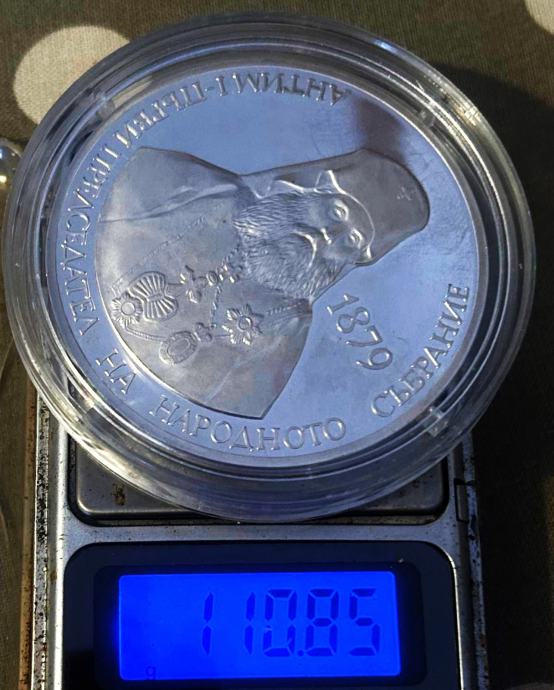 АНТИМ I - ПЪРВИ ПРЕДСЕДАТЕЛ НА НАРОДНОТО СЪБРАНИЕ
1879
110.85
g